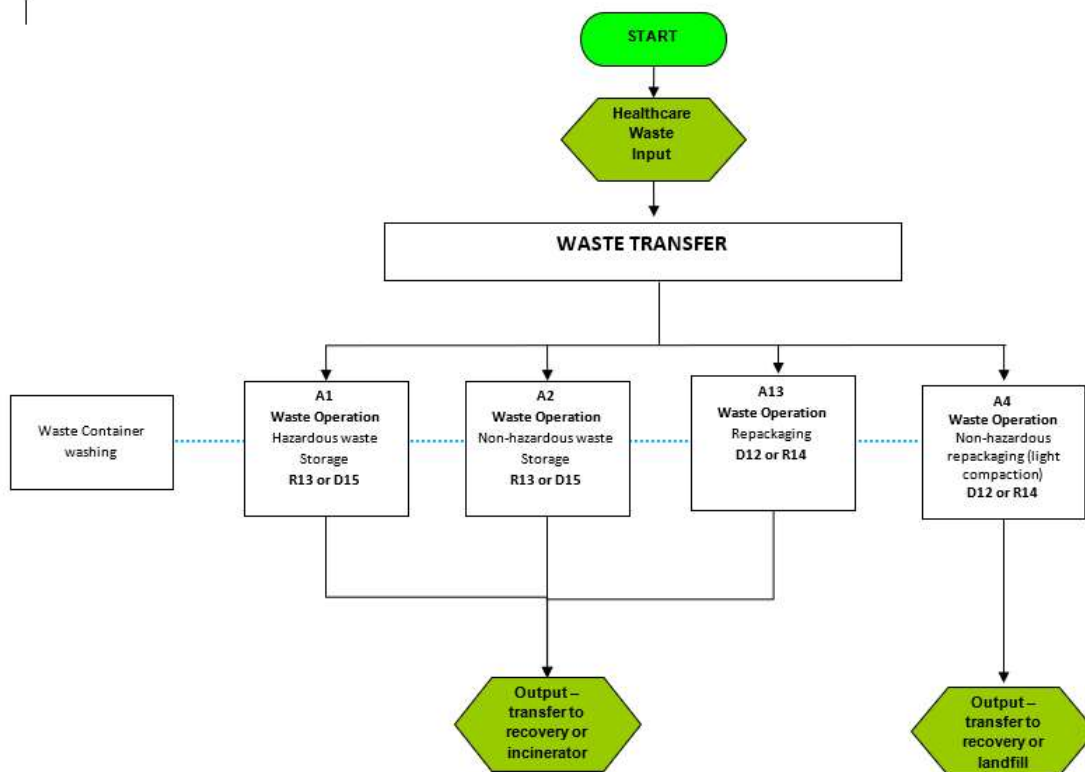 START
Healthcare
Waste
Input
WASTE TRANSFER
Waste Container
washing
A1
Waste Operation
Hazardous waste
Storage
R13 or D15
A2
Waste Operation
Non-hazardous waste
Storage
R13 or D15
A13
Waste Operation
Repackaging
D12 or R14
A4
Waste Operation
Non-hazardous
repackaging (light
compaction)
D12 or R14
Output –
transfer to
recovery or
incinerator
Output –
transfer to
recovery or
landfill